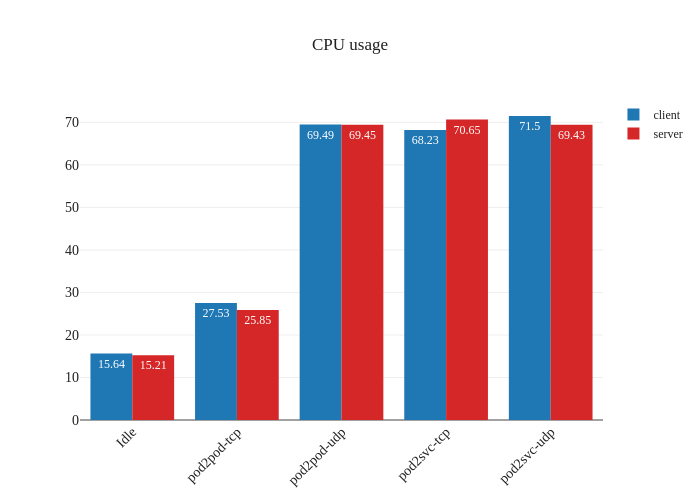 CPU usage
client
server
70
60
50
40
30
20
10
0
15.64
15.21
27.53
25.85
69.49
69.45
68.23
70.65
71.5
69.43
Idle
pod2pod-tcp
pod2pod-udp
pod2svc-tcp
pod2svc-udp